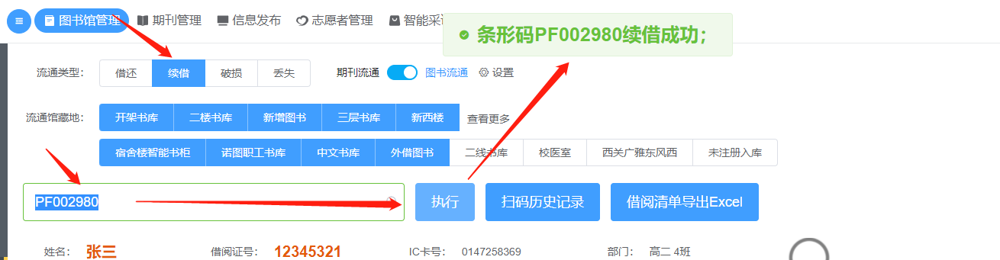 图书馆管理 期刊管理 信息发布 志愿者管理 智能采
条形码PF002980续借成功；
流通类型： 借还 续借 破损 丢失 期刊流通 图书流通 设置
流通馆藏地： 开架书库 二楼书库 新增图书 三层书库 新西楼 查看更多
宿舍楼智能书柜 诺图职工书库 中文书库 外借图书 二线书库 校医室 西关广雅东风西 未注册入库
PF002980 执行 扫码历史记录 借阅清单导出Excel
姓名： 张三 借阅证号： 12345321 IC卡号： 0147258369 部门： 高二 4班